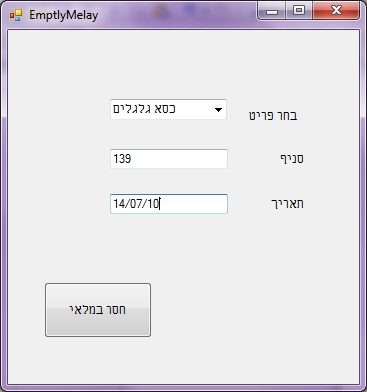 EmptlyMelay
בחר פריט
כסא גלגלים
סניף
139
תאריך
14/07/10
חסר במלאי